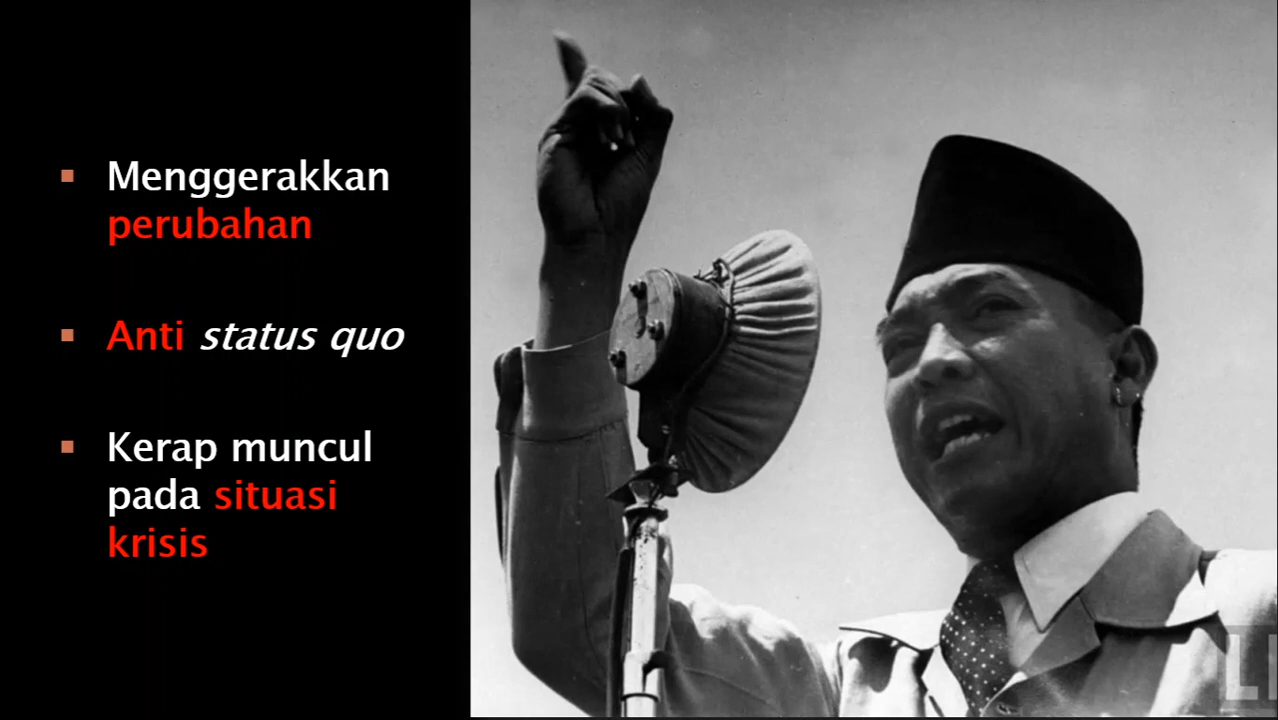 Menggerakkan
perubahan
Anti status quo
Kerap muncul
pada situasi
krisis